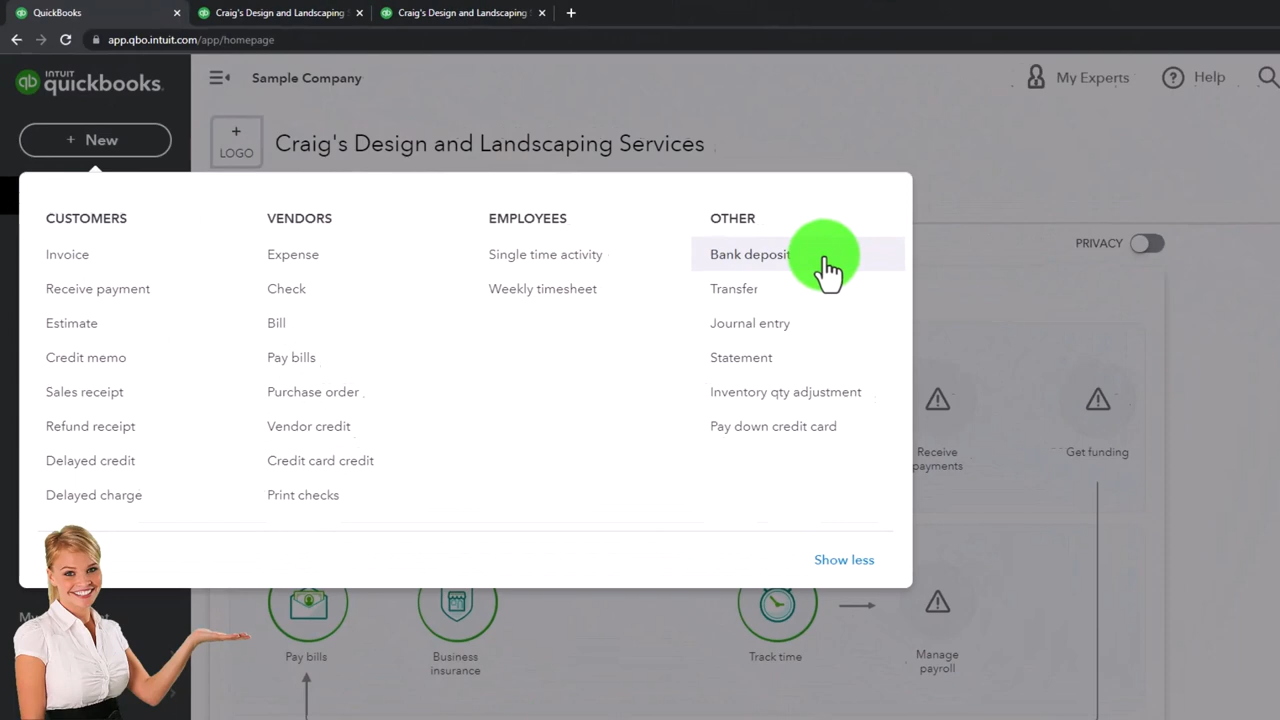 QuickBooks
Craig's Design and Landscaping
Craig's Design and Landscaping
app.qbo.intuit.com/app/homepage
INTUIT
quickbooks.
Sample Company
My Experts
Help
+ New
+
LOGO
Craig's Design and Landscaping Services
PRIVACY
CUSTOMERS
Invoice
Receive payment
Estimate
Credit memo
Sales receipt
Refund receipt
Delayed credit
Delayed charge
VENDORS
Expense
Check
Bill
Pay bills
Purchase order
Vendor credit
Credit card credit
Print checks
EMPLOYEES
Single time activity
Weekly timesheet
OTHER
Bank deposit
Transfer
Journal entry
Statement
Inventory qty adjustment
Pay down credit card
Show less
Receive
payments
Get funding
Pay bills
Business
insurance
Track time
Manage
payroll